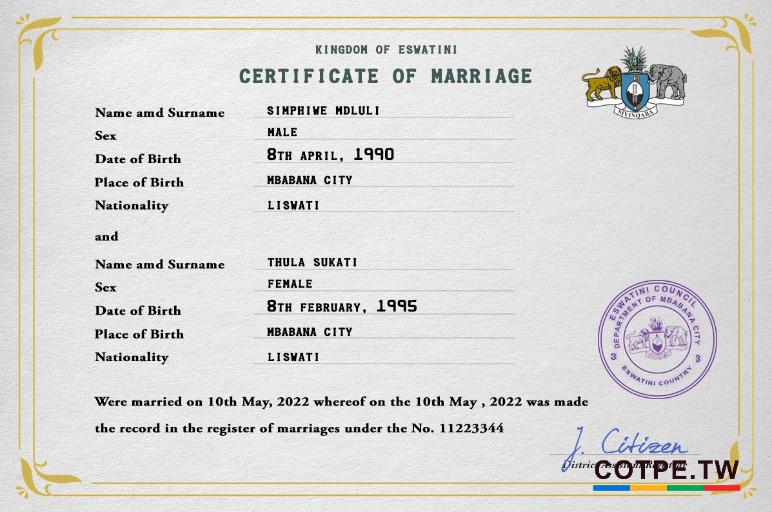 KINGDOM OF ESWATINI
CERTIFICATE OF MARRIAGE
SIYINQABA
Name amd Surname SIMPHIWE MDLULI
Sex MALE
Date of Birth 8TH APRIL, 1990
Place of Birth MBABANA CITY
Nationality LISWATI
and
Name amd Surname THULA SUKATI
Sex FEMALE
Date of Birth 8TH FEBRUARY, 1995
Place of Birth MBABANA CITY
Nationality LISWATI
ESWATINI COUNCIL
DEPARTMENT OF MBABANA CITY
3 3
ESWATINI COUNTRY
Were married on 10th May, 2022 whereof on the 10th May , 2022 was made
the record in the register of marriages under the No. 11223344
J. Citizen
District
COTPE.TW